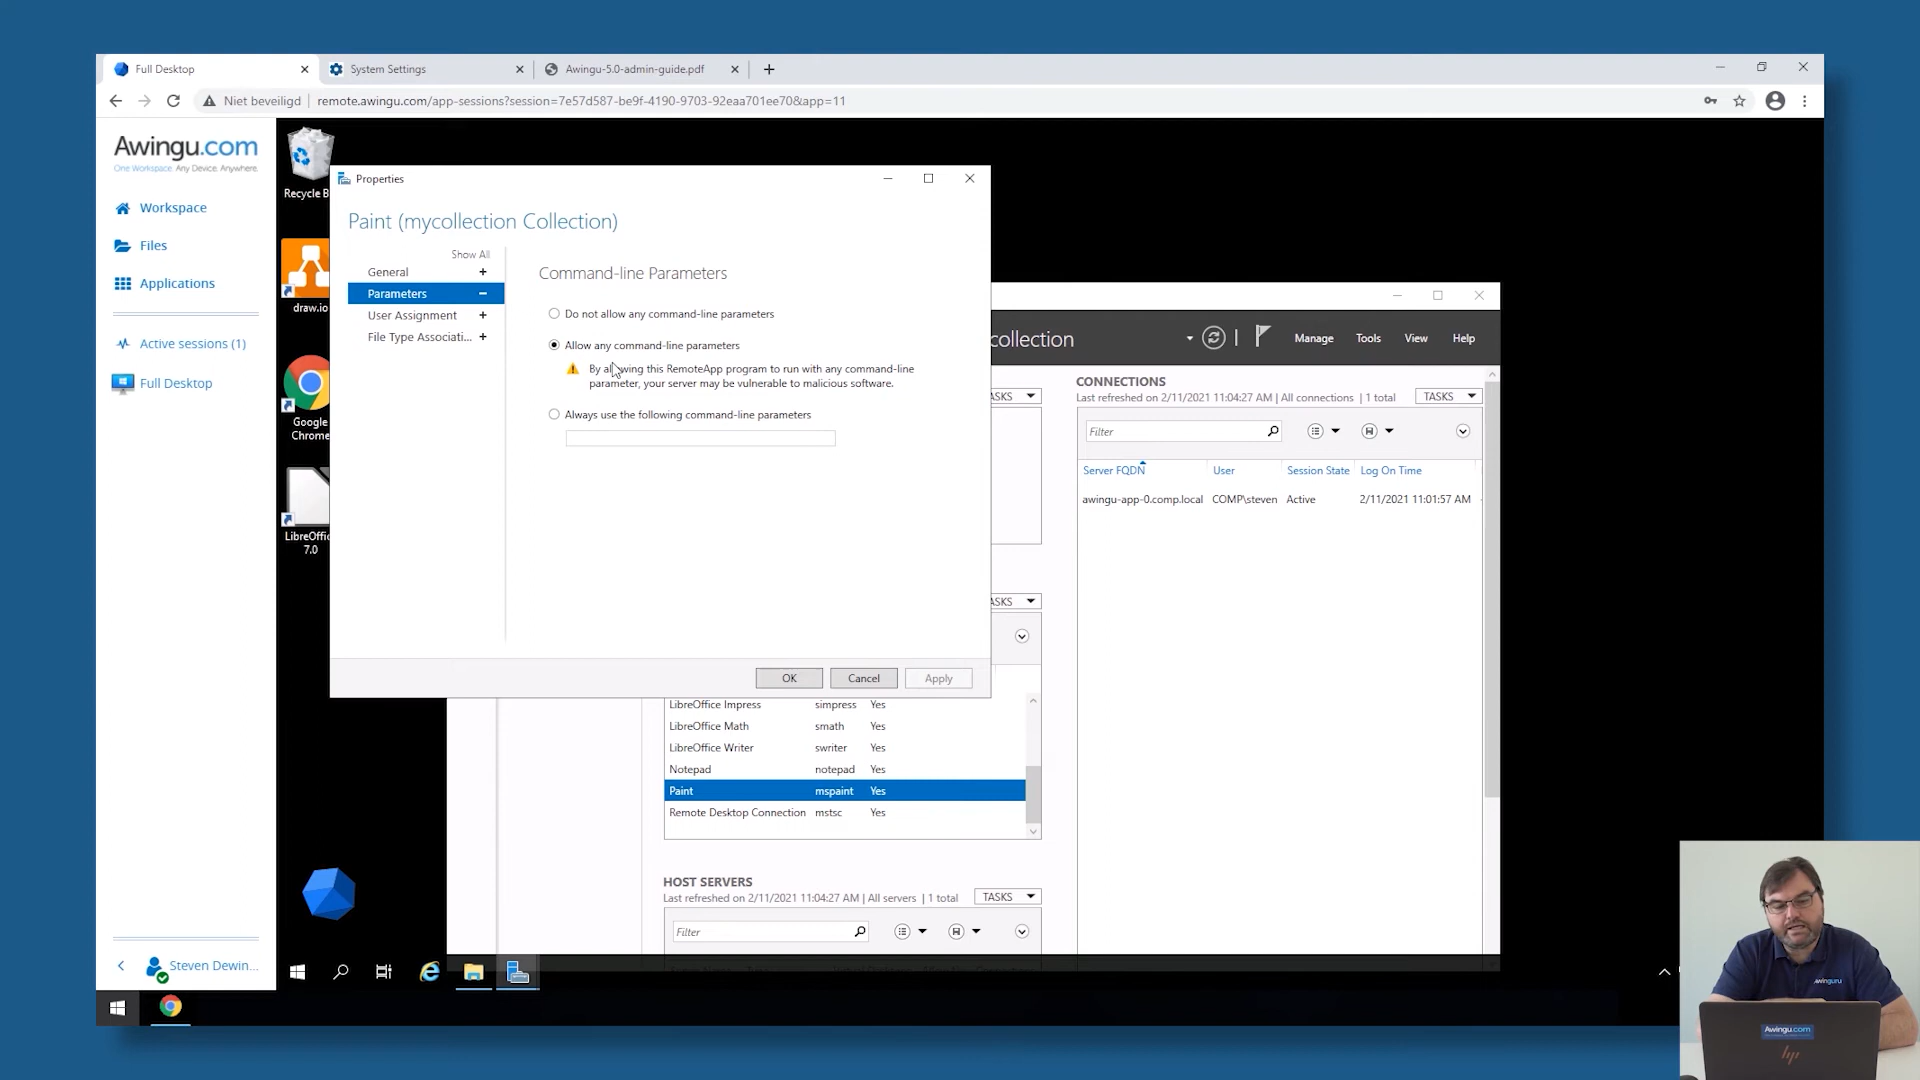 Full Desktop
System Settings
Awingu-5.0-admin-guide.pdf
Niet beveiligd
remote.awingu.com/app-sessions?session=7e57d587-be9f-4190-9703-92eaa701ee70&app=11
Awingu.com
One Workspace. Any Device. Anywhere.
Workspace
Files
Applications
Active sessions (1)
Full Desktop
Steven Dewin...
Recycle B
draw.io
Google
Chrome
LibreOffic
7.0
Properties
Paint (mycollection Collection)
Show All
General +
Parameters −
User Assignment +
File Type Associati... +
Command-line Parameters
Do not allow any command-line parameters
Allow any command-line parameters
By allowing this RemoteApp program to run with any command-line
parameter, your server may be vulnerable to malicious software.
Always use the following command-line parameters
OK
Cancel
Apply
collection
Manage
Tools
View
Help
ASKS
CONNECTIONS
Last refreshed on 2/11/2021 11:04:27 AM | All connections | 1 total
TASKS
Filter
Server FQDN User Session State Log On Time
awingu-app-0.comp.local COMP\steven Active 2/11/2021 11:01:57 AM
ASKS
LibreOffice Impress simpress Yes
LibreOffice Math smath Yes
LibreOffice Writer swriter Yes
Notepad notepad Yes
Paint mspaint Yes
Remote Desktop Connection mstsc Yes
HOST SERVERS
Last refreshed on 2/11/2021 11:04:27 AM | All servers | 1 total
TASKS
Filter
awinguru
Awingu.com
hp